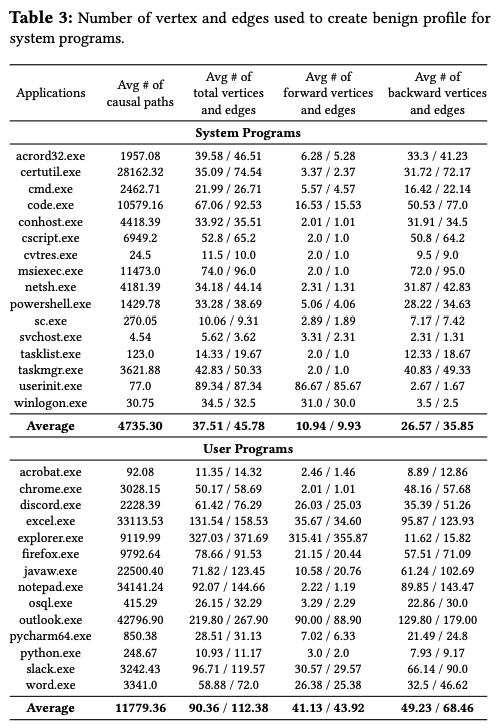 Table 3: Number of vertex and edges used to create benign profile for
system programs.
Applications Avg # of causal paths Avg # of total vertices and edges Avg # of forward vertices and edges Avg # of backward vertices and edges
System Programs
acrord32.exe 1957.08 39.58 / 46.51 6.28 / 5.28 33.3 / 41.23
certutil.exe 28162.32 35.09 / 74.54 3.37 / 2.37 31.72 / 72.17
cmd.exe 2462.71 21.99 / 26.71 5.57 / 4.57 16.42 / 22.14
code.exe 10579.16 67.06 / 92.53 16.53 / 15.53 50.53 / 77.0
conhost.exe 4418.39 33.92 / 35.51 2.01 / 1.01 31.91 / 34.5
cscript.exe 6949.2 52.8 / 65.2 2.0 / 1.0 50.8 / 64.2
cvtres.exe 24.5 11.5 / 10.0 2.0 / 1.0 9.5 / 9.0
msiexec.exe 11473.0 74.0 / 96.0 2.0 / 1.0 72.0 / 95.0
netsh.exe 4181.39 34.18 / 44.14 2.31 / 1.31 31.87 / 42.83
powershell.exe 1429.78 33.28 / 38.69 5.06 / 4.06 28.22 / 34.63
sc.exe 270.05 10.06 / 9.31 2.89 / 1.89 7.17 / 7.42
svchost.exe 4.54 5.62 / 3.62 3.31 / 2.31 2.31 / 1.31
tasklist.exe 123.0 14.33 / 19.67 2.0 / 1.0 12.33 / 18.67
taskmgr.exe 3621.88 42.83 / 50.33 2.0 / 1.0 40.83 / 49.33
userinit.exe 77.0 89.34 / 87.34 86.67 / 85.67 2.67 / 1.67
winlogon.exe 30.75 34.5 / 32.5 31.0 / 30.0 3.5 / 2.5
Average 4735.30 37.51 / 45.78 10.94 / 9.93 26.57 / 35.85
User Programs
acrobat.exe 92.08 11.35 / 14.32 2.46 / 1.46 8.89 / 12.86
chrome.exe 3028.15 50.17 / 58.69 2.01 / 1.01 48.16 / 57.68
discord.exe 2228.39 61.42 / 76.29 26.03 / 25.03 35.39 / 51.26
excel.exe 33113.53 131.54 / 158.53 35.67 / 34.60 95.87 / 123.93
explorer.exe 9119.99 327.03 / 371.69 315.41 / 355.87 11.62 / 15.82
firefox.exe 9792.64 78.66 / 91.53 21.15 / 20.44 57.51 / 71.09
javaw.exe 22500.40 71.82 / 123.45 10.58 / 20.76 61.24 / 102.69
notepad.exe 34141.24 92.07 / 144.66 2.22 / 1.19 89.85 / 143.47
osql.exe 415.29 26.15 / 32.29 3.29 / 2.29 22.86 / 30.0
outlook.exe 42796.90 219.80 / 267.90 90.00 / 88.90 129.80 / 179.00
pycharm64.exe 850.38 28.51 / 31.13 7.02 / 6.33 21.49 / 24.8
python.exe 248.67 10.93 / 11.17 3.0 / 2.0 7.93 / 9.17
slack.exe 3242.43 96.71 / 119.57 30.57 / 29.57 66.14 / 90.0
word.exe 3341.0 58.88 / 72.0 26.38 / 25.38 32.5 / 46.62
Average 11779.36 90.36 / 112.38 41.13 / 43.92 49.23 / 68.46